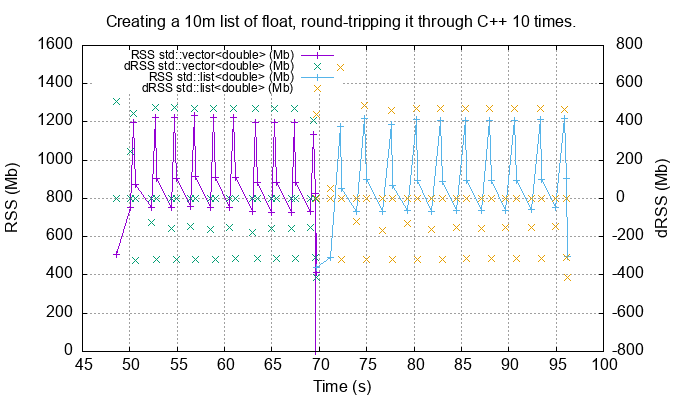 Creating a 10m list of float, round-tripping it through C++ 10 times.
RSS std::vector<double> (Mb)
dRSS std::vector<double> (Mb)
RSS std::list<double> (Mb)
dRSS std::list<double> (Mb)
1600
1400
1200
1000
800
600
400
200
0
RSS (Mb)
800
600
400
200
0
-200
-400
-600
-800
dRSS (Mb)
45 50 55 60 65 70 75 80 85 90 95 100
Time (s)